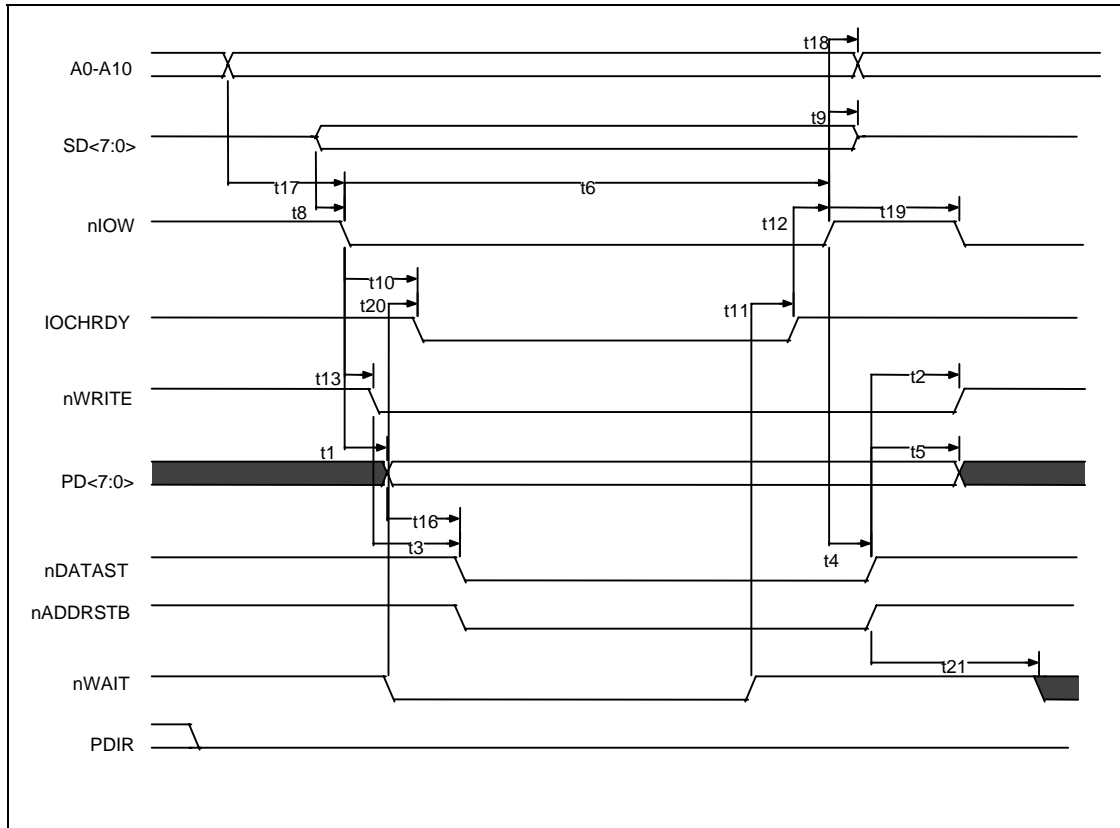 t18
A0-A10
t9
SD<7:0>
t17
t6
t8
t12
t19
nIOW
t10
t20
t11
IOCHRDY
t13
t2
nWRITE
t1
t5
PD<7:0>
t16
t3
t4
nDATAST
nADDRSTB
t21
nWAIT
PDIR